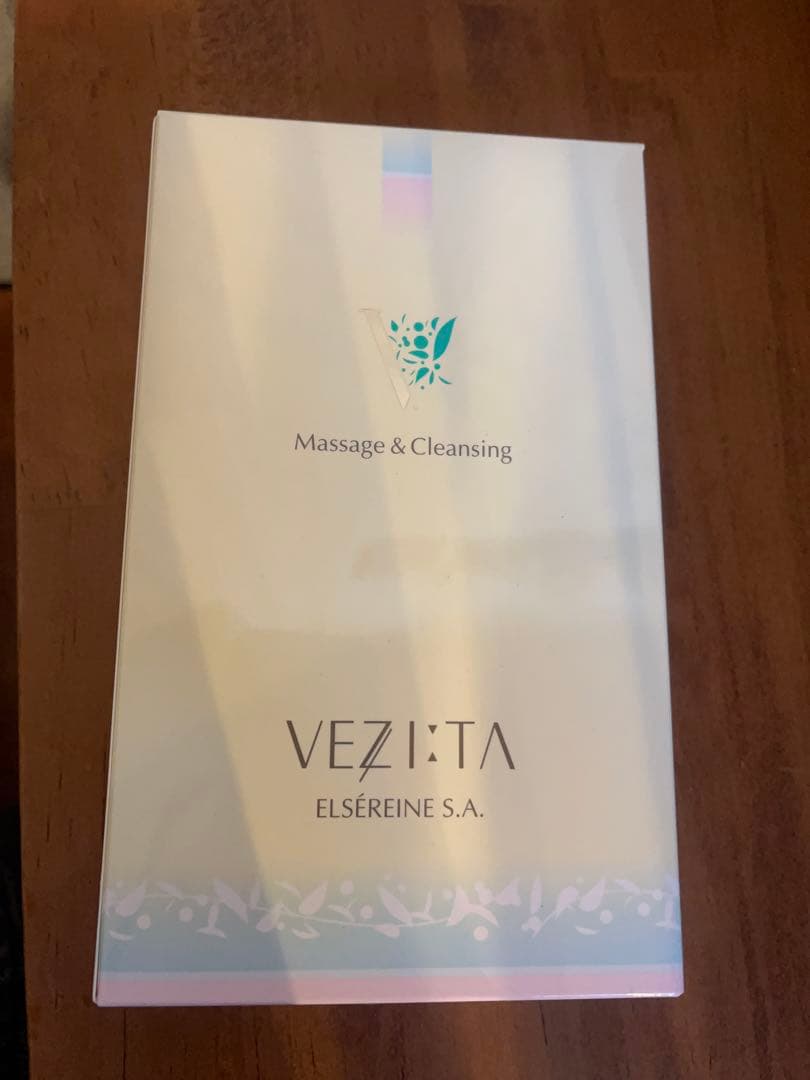 V
Massage & Cleansing
VEZI:TA
ELSÉREINE S.A.